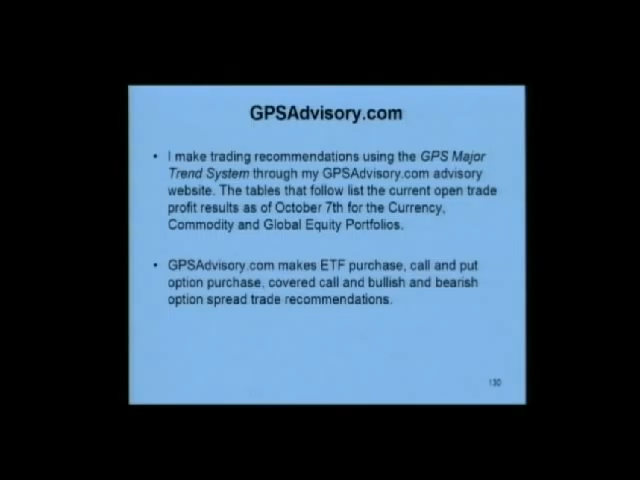 GPSAdvisory.com
• I make trading recommendations using the GPS Major
Trend System through my GPSAdvisory.com advisory
website. The tables that follow list the current open trade
profit results as of October 7th for the Currency,
Commodity and Global Equity Portfolios.
• GPSAdvisory.com makes ETF purchase, call and put
option purchase, covered call and bullish and bearish
option spread trade recommendations.
130